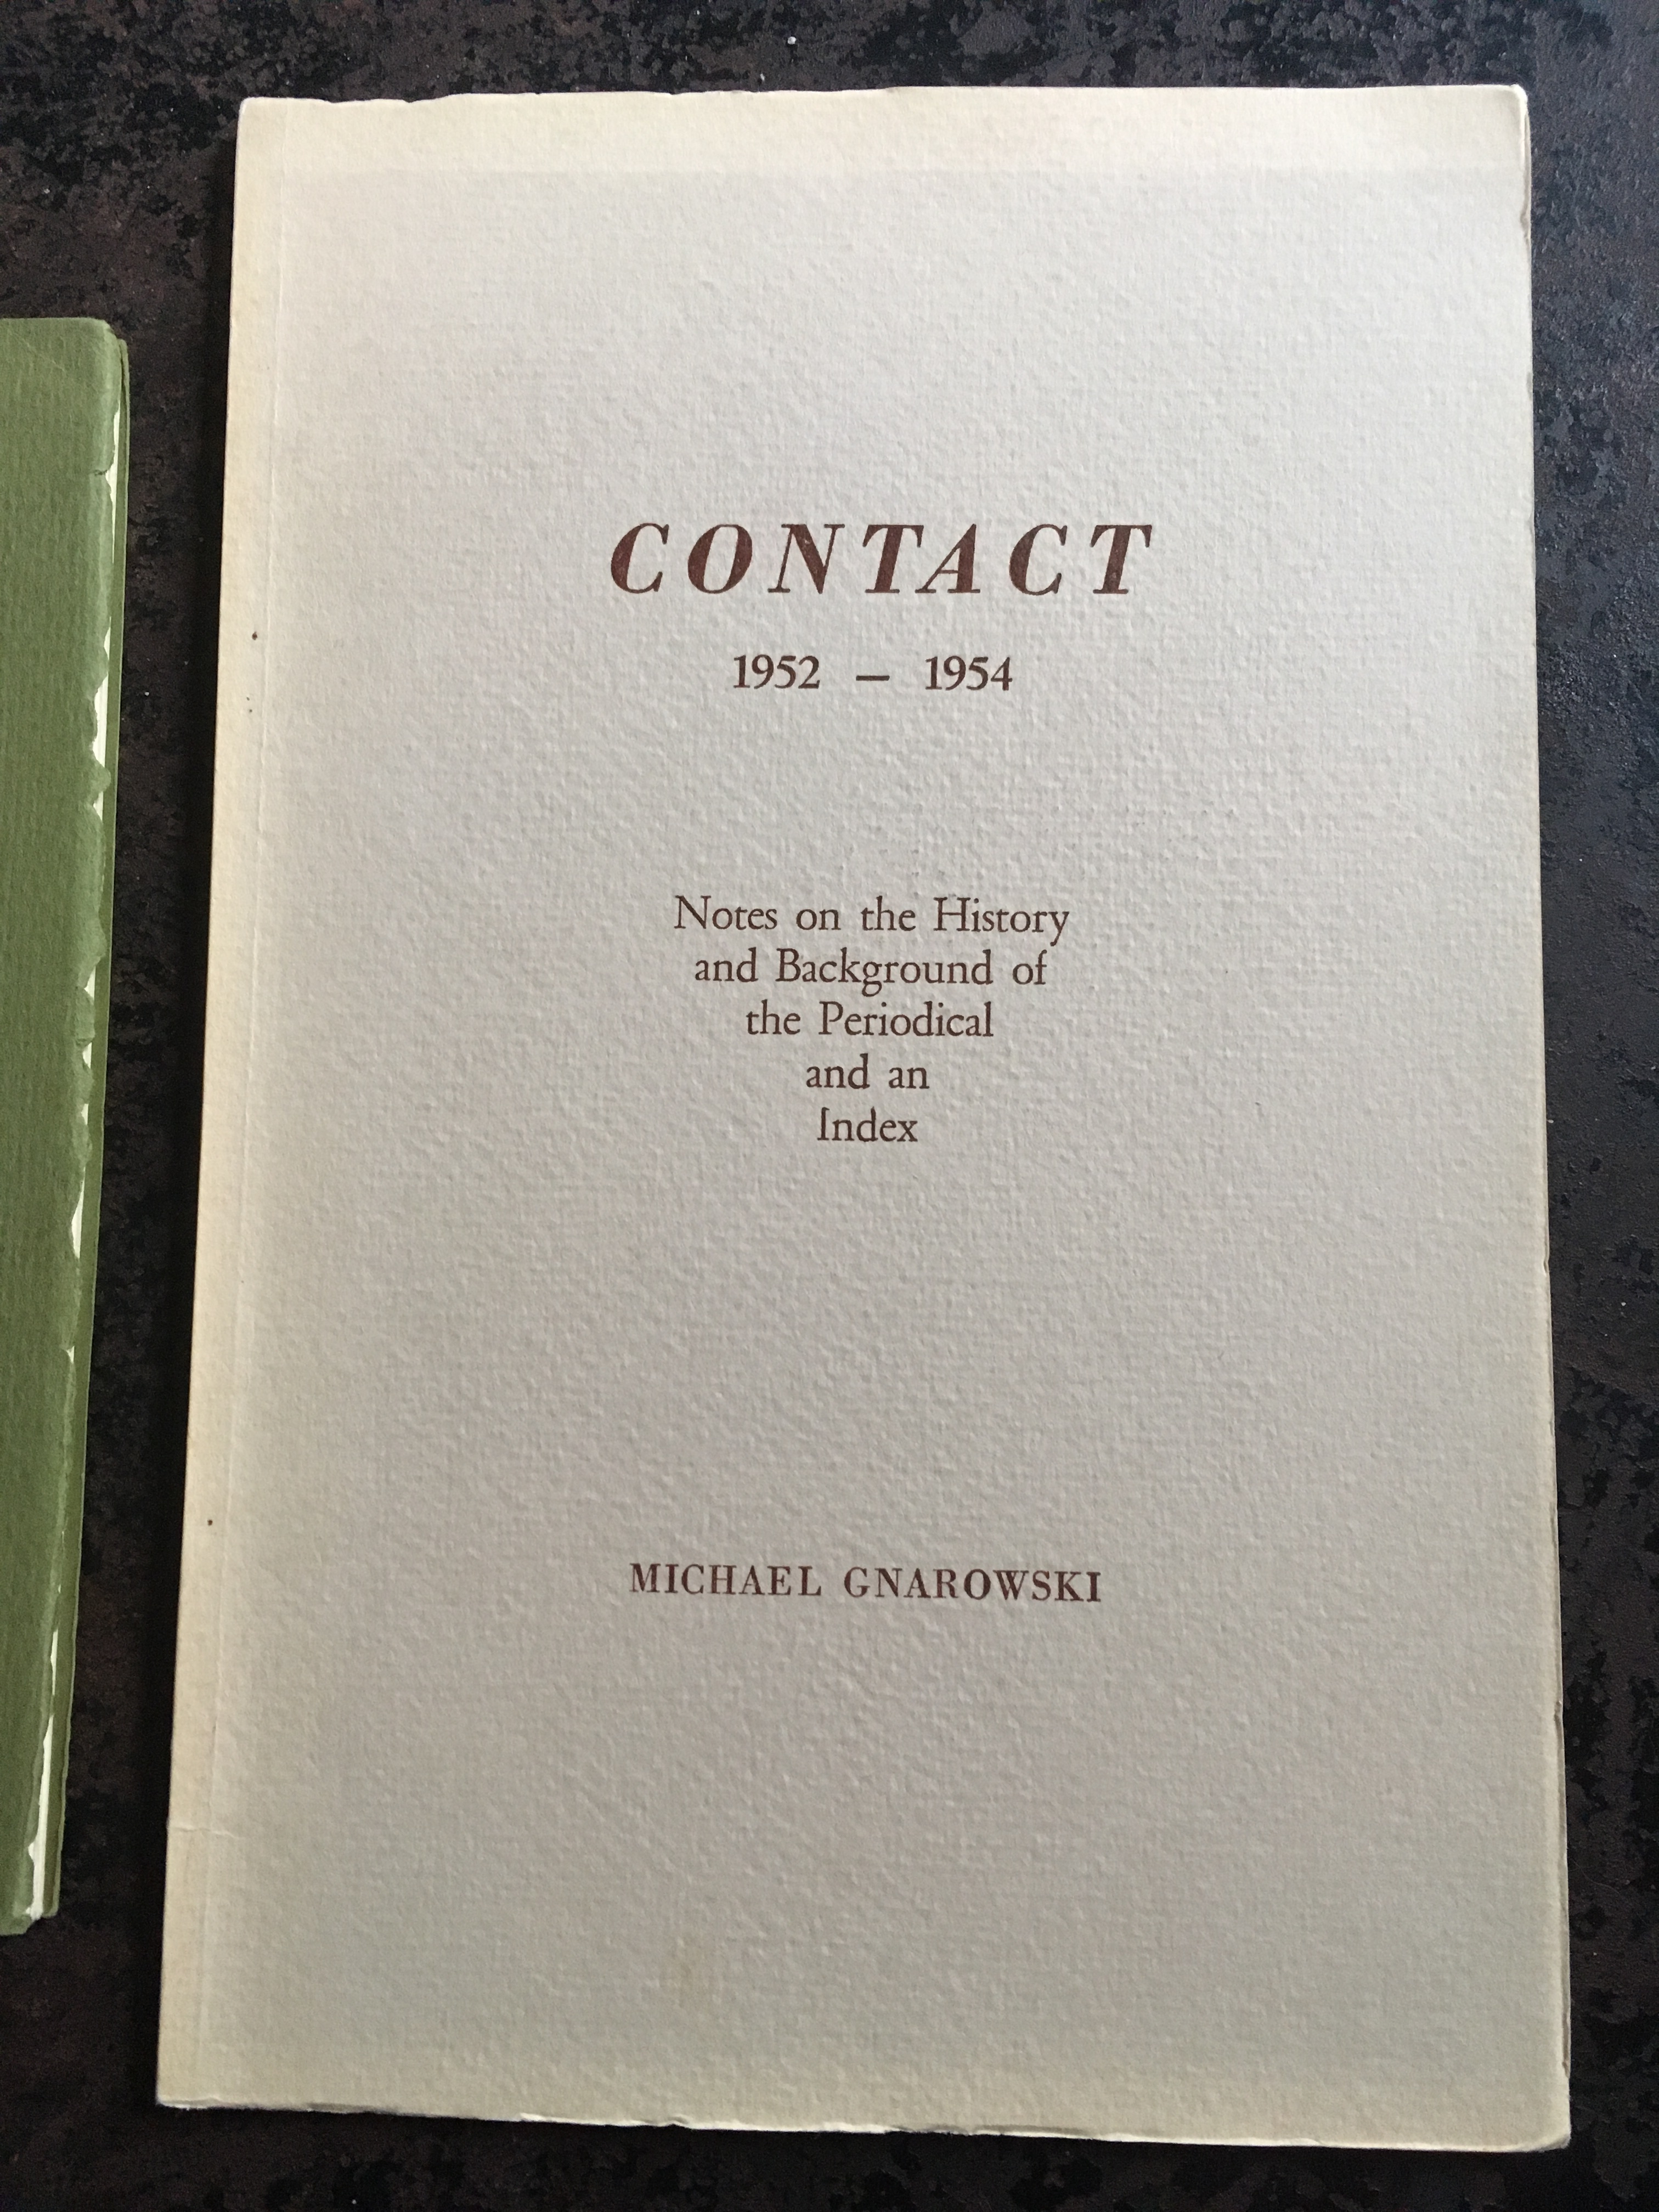 CONTACT
1952 — 1954
Notes on the History
and Background of
the Periodical
and an
Index
MICHAEL GNAROWSKI